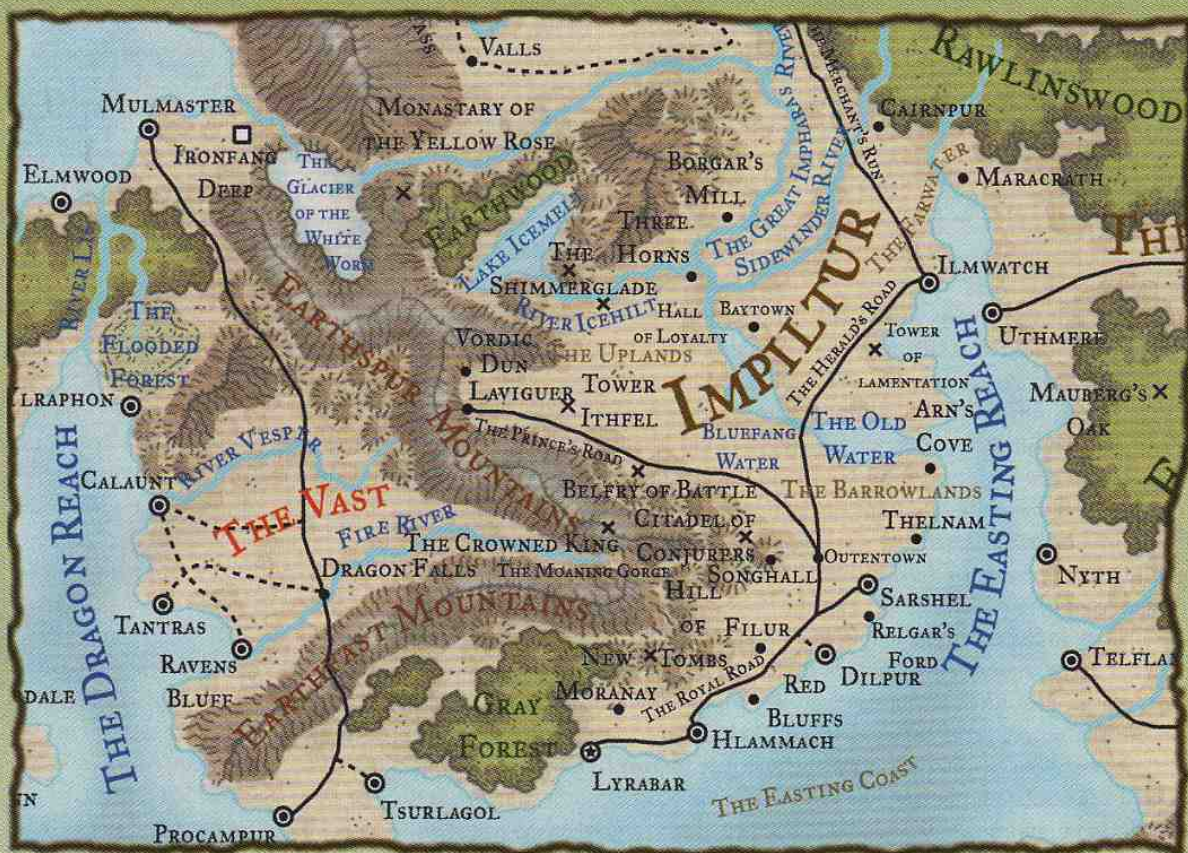 Valls
Mulmaster
Ironfang
Deep
Elmwood
The
Glacier
of the
White
Worm
Monastary of
the Yellow Rose
Earthwood
Borgar's
Mill
Three
Horns
Lake Icemelt
The
Shimmerglade
River Icehilt
The Great Impharas River
Sidewinder River
The Merchant's Run
Cairnpur
Rawlinswood
Maracrath
The Farwater
Ilmwatch
Uthmere
River Lis
The
Flooded
Forest
Earthspur Mountains
Vordic
Dun
Laviguer
Tower
Ithfel
The Uplands
Hall
of Loyalty
Baytown
Impiltur
The Herald's Road
Tower
of
Lamentation
Mauberg's
Oak
Calaunt
River Vesper
The Vast
Fire River
The Dragon Reach
The Prince's Road
Bluefang
Water
The Old
Water
Arn's
Cove
The Barrowlands
Belfry of Battle
The Crowned King
Citadel of
Conjurers
The Moaning Gorge
Songhall
Outentown
Thelnam
The Easting Reach
Nyth
Dragon Falls
Tantras
Ravens
Bluff
Earthfast Mountains
Hill
of
Tombs
New
Moranay
Filur
The Royal Road
Sarshel
Relgar's
Ford
Dilpur
Red
Bluffs
Hlammach
Gray
Forest
Lyrabar
Tsurlagol
Procampur
The Easting Coast